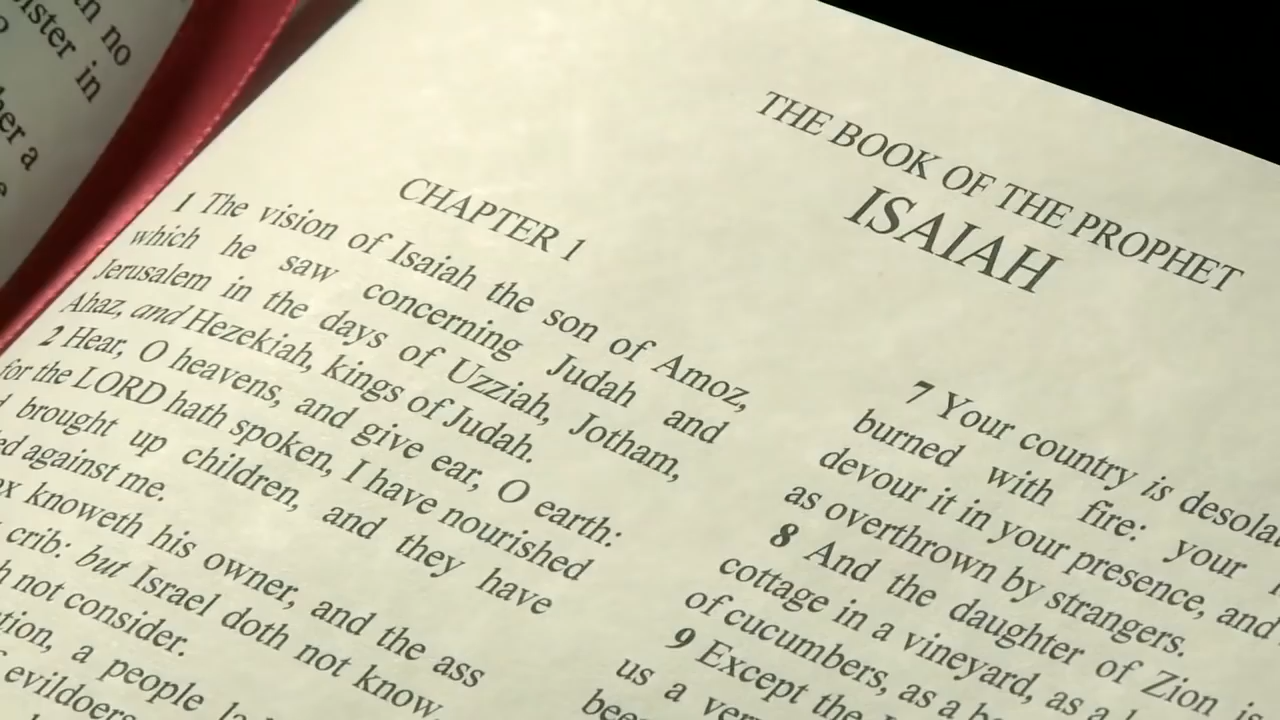 no
ister in
her a
THE BOOK OF THE PROPHET
ISAIAH
CHAPTER 1
1 The vision of Isaiah the son of Amoz,
which he saw concerning Judah and
Jerusalem in the days of Uzziah, Jotham,
Ahaz, and Hezekiah, kings of Judah.
2 Hear, O heavens, and give ear, O earth:
for the LORD hath spoken, I have nourished
brought up children, and they have
against me.
knoweth his owner, and the ass
crib: but Israel doth not know,
not consider.
a people
evildoers
7 Your country is
burned with fire: your
devour it in your presence, and
as overthrown by strangers.
8 And the daughter of Zion is
cottage in a vineyard, as a
of cucumbers, as a
9 Except the
us a